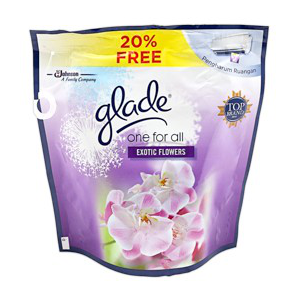 20%
FREE
SC Johnson
A Family Company
Pengharum Ruangan
glade
one for all
EXOTIC FLOWERS
TOP
BRAND